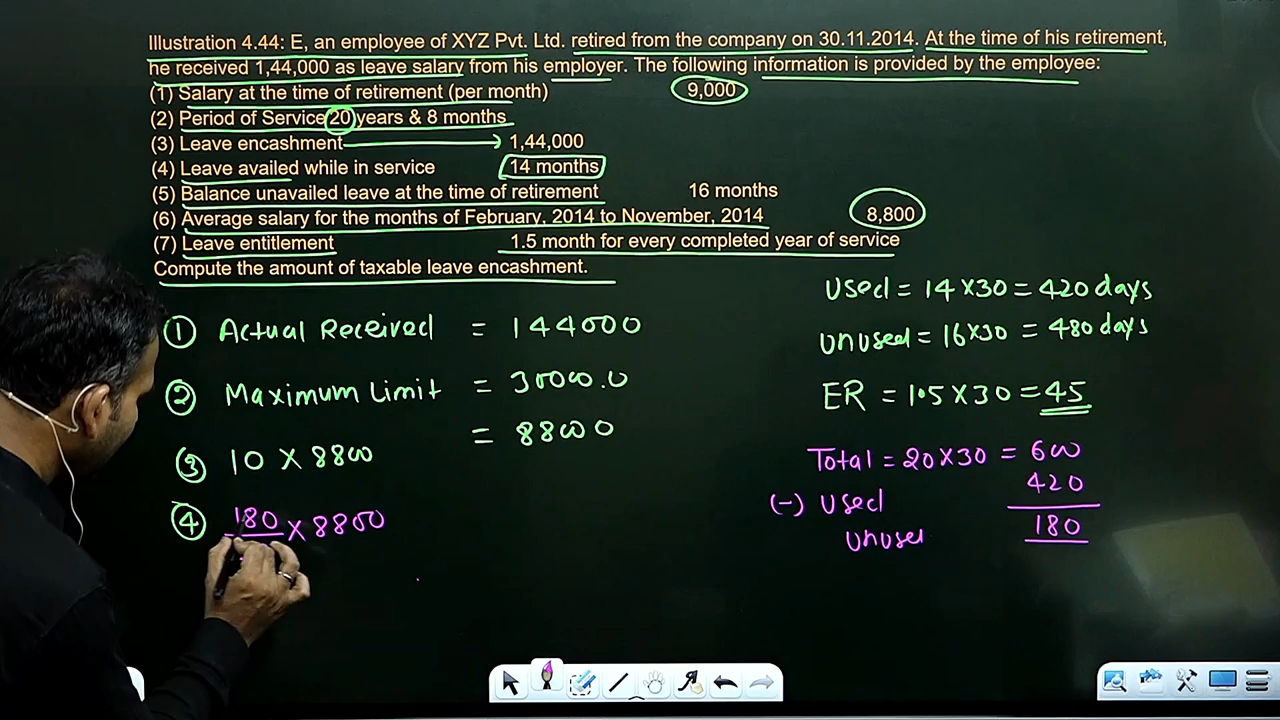 Illustration 4.44: E, an employee of XYZ Pvt. Ltd. retired from the company on 30.11.2014. At the time of his retirement,
he received 1,44,000 as leave salary from his employer. The following information is provided by the employee:
(1) Salary at the time of retirement (per month) 9,000
(2) Period of Service 20 years & 8 months
(3) Leave encashment 1,44,000
(4) Leave availed while in service 14 months
(5) Balance unavailed leave at the time of retirement 16 months
(6) Average salary for the months of February, 2014 to November, 2014 8,800
(7) Leave entitlement 1.5 month for every completed year of service
Compute the amount of taxable leave encashment.
① Actual Received = 144000
② Maximum Limit = 30000.0
③ 10 × 8800 = 88000
④ 180 × 8800
Used = 14 × 30 = 420 days
Unused = 16 × 30 = 480 days
ER = 1.5 × 30 = 45
Total = 20 × 30 = 600
(-) Used 420
Unuse 180